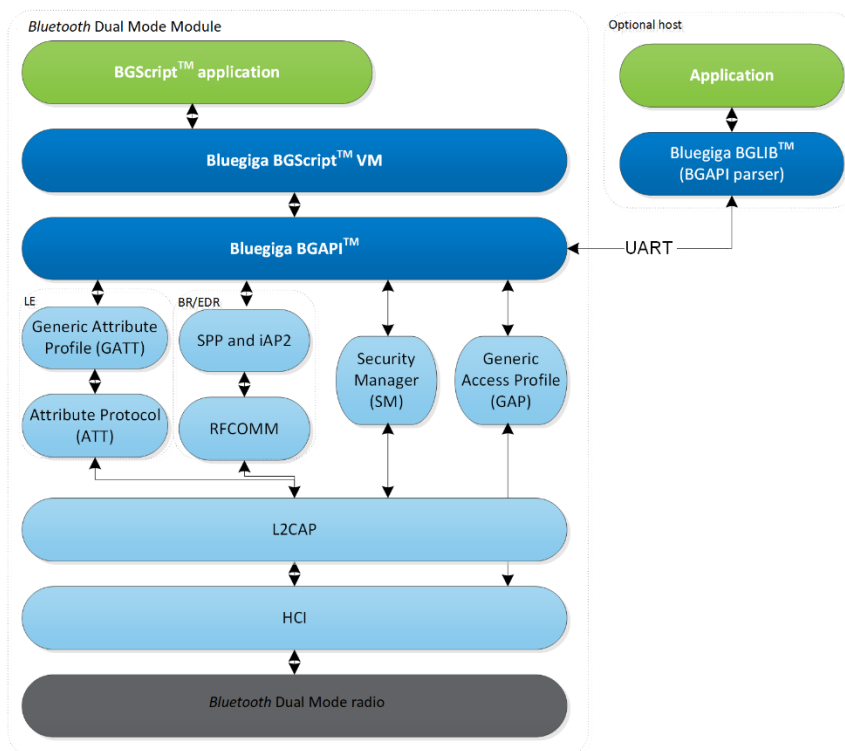 Bluetooth Dual Mode Module
BGScript™ application
Bluegiga BGScript™ VM
Bluegiga BGAPI™
LE
Generic Attribute
Profile (GATT)
Attribute Protocol
(ATT)
BR/EDR
SPP and iAP2
RFCOMM
Security
Manager
(SM)
Generic
Access Profile
(GAP)
L2CAP
HCI
Bluetooth Dual Mode radio
Optional host
Application
Bluegiga BGLIB™
(BGAPI parser)
UART